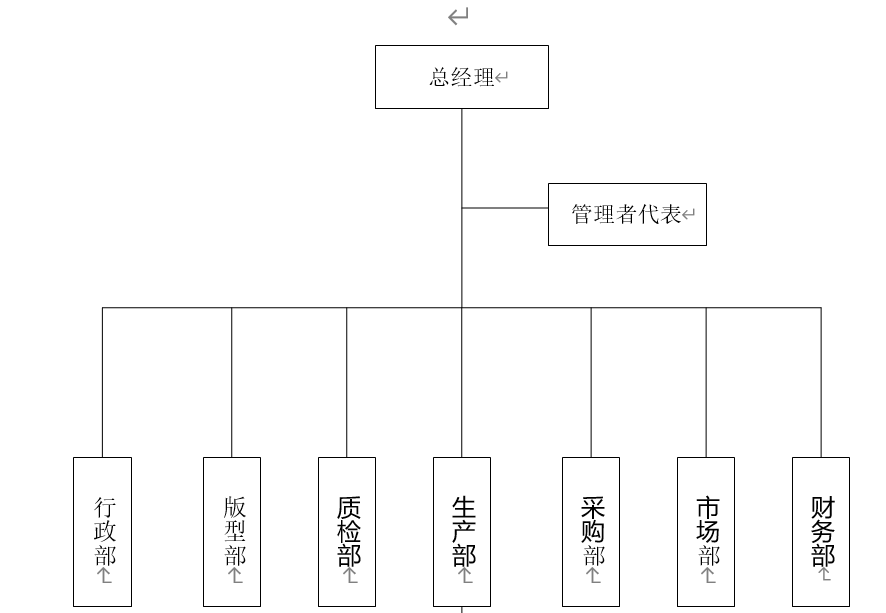 总经理
管理者代表
行政部
版型部
质检部
生产部
采购部
市场部
财务部